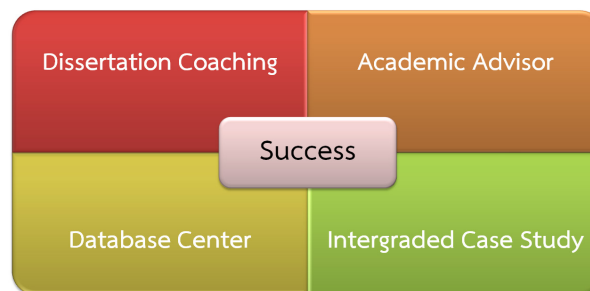 Dissertation Coaching
Academic Advisor
Success
Database Center
Intergraded Case Study